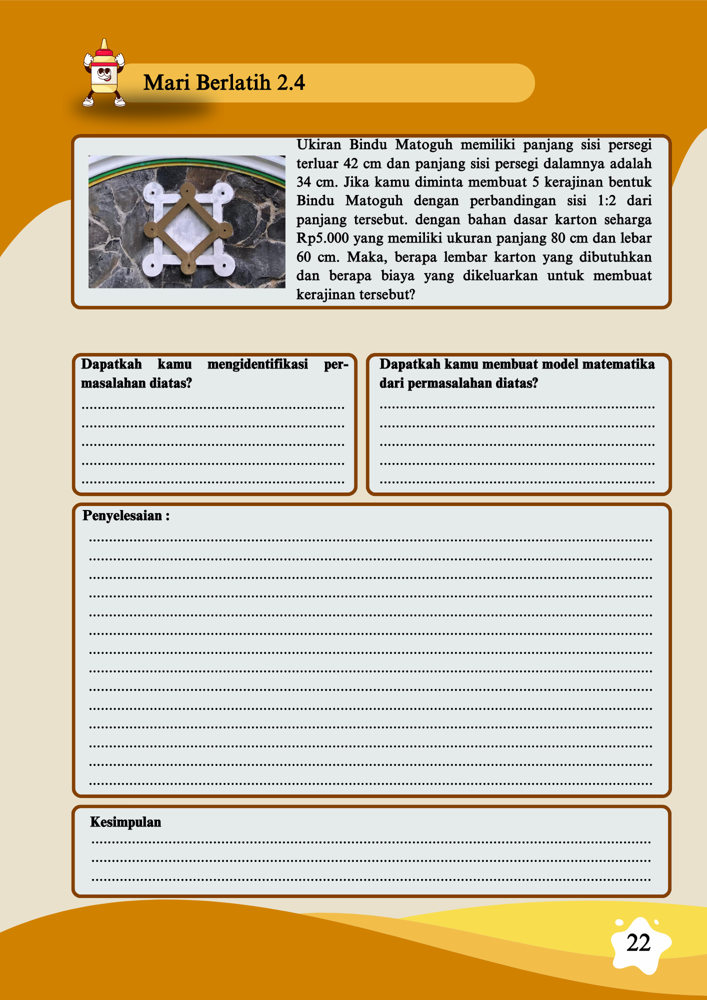 Mari Berlatih 2.4
Ukiran Bindu Matoguh memiliki panjang sisi persegi
terluar 42 cm dan panjang sisi persegi dalamnya adalah
34 cm. Jika kamu diminta membuat 5 kerajinan bentuk
Bindu Matoguh dengan perbandingan sisi 1:2 dari
panjang tersebut. dengan bahan dasar karton seharga
Rp5.000 yang memiliki ukuran panjang 80 cm dan lebar
60 cm. Maka, berapa lembar karton yang dibutuhkan
dan berapa biaya yang dikeluarkan untuk membuat
kerajinan tersebut?
Dapatkah kamu mengidentifikasi per-
masalahan diatas?
Dapatkah kamu membuat model matematika
dari permasalahan diatas?
Penyelesaian :
Kesimpulan
22